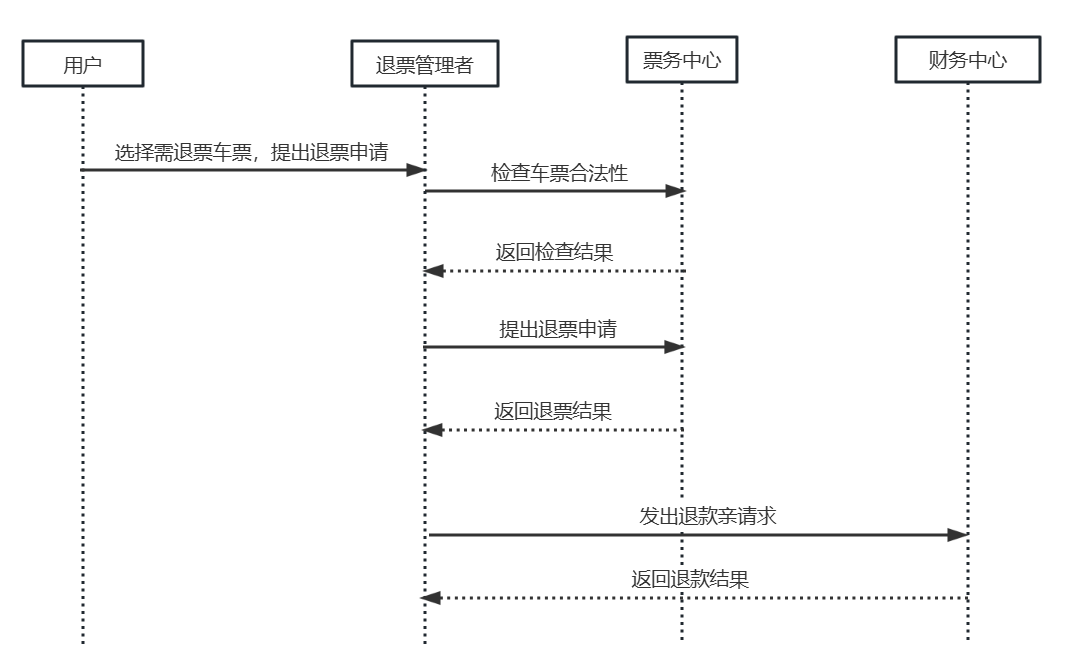 用户
退票管理者
票务中心
财务中心
选择需退票车票，提出退票申请
检查车票合法性
返回检查结果
提出退票申请
返回退票结果
发出退款亲请求
返回退款结果